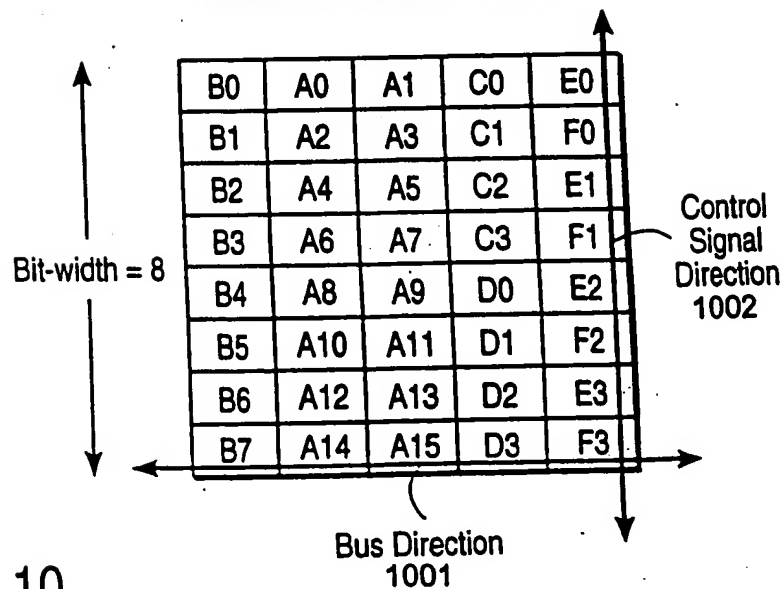 B0 A0 A1 C0 E0
B1 A2 A3 C1 F0
B2 A4 A5 C2 E1
B3 A6 A7 C3 F1
B4 A8 A9 D0 E2
B5 A10 A11 D1 F2
B6 A12 A13 D2 E3
B7 A14 A15 D3 F3
Bit-width = 8
Control
Signal
Direction
1002
Bus Direction
1001
10